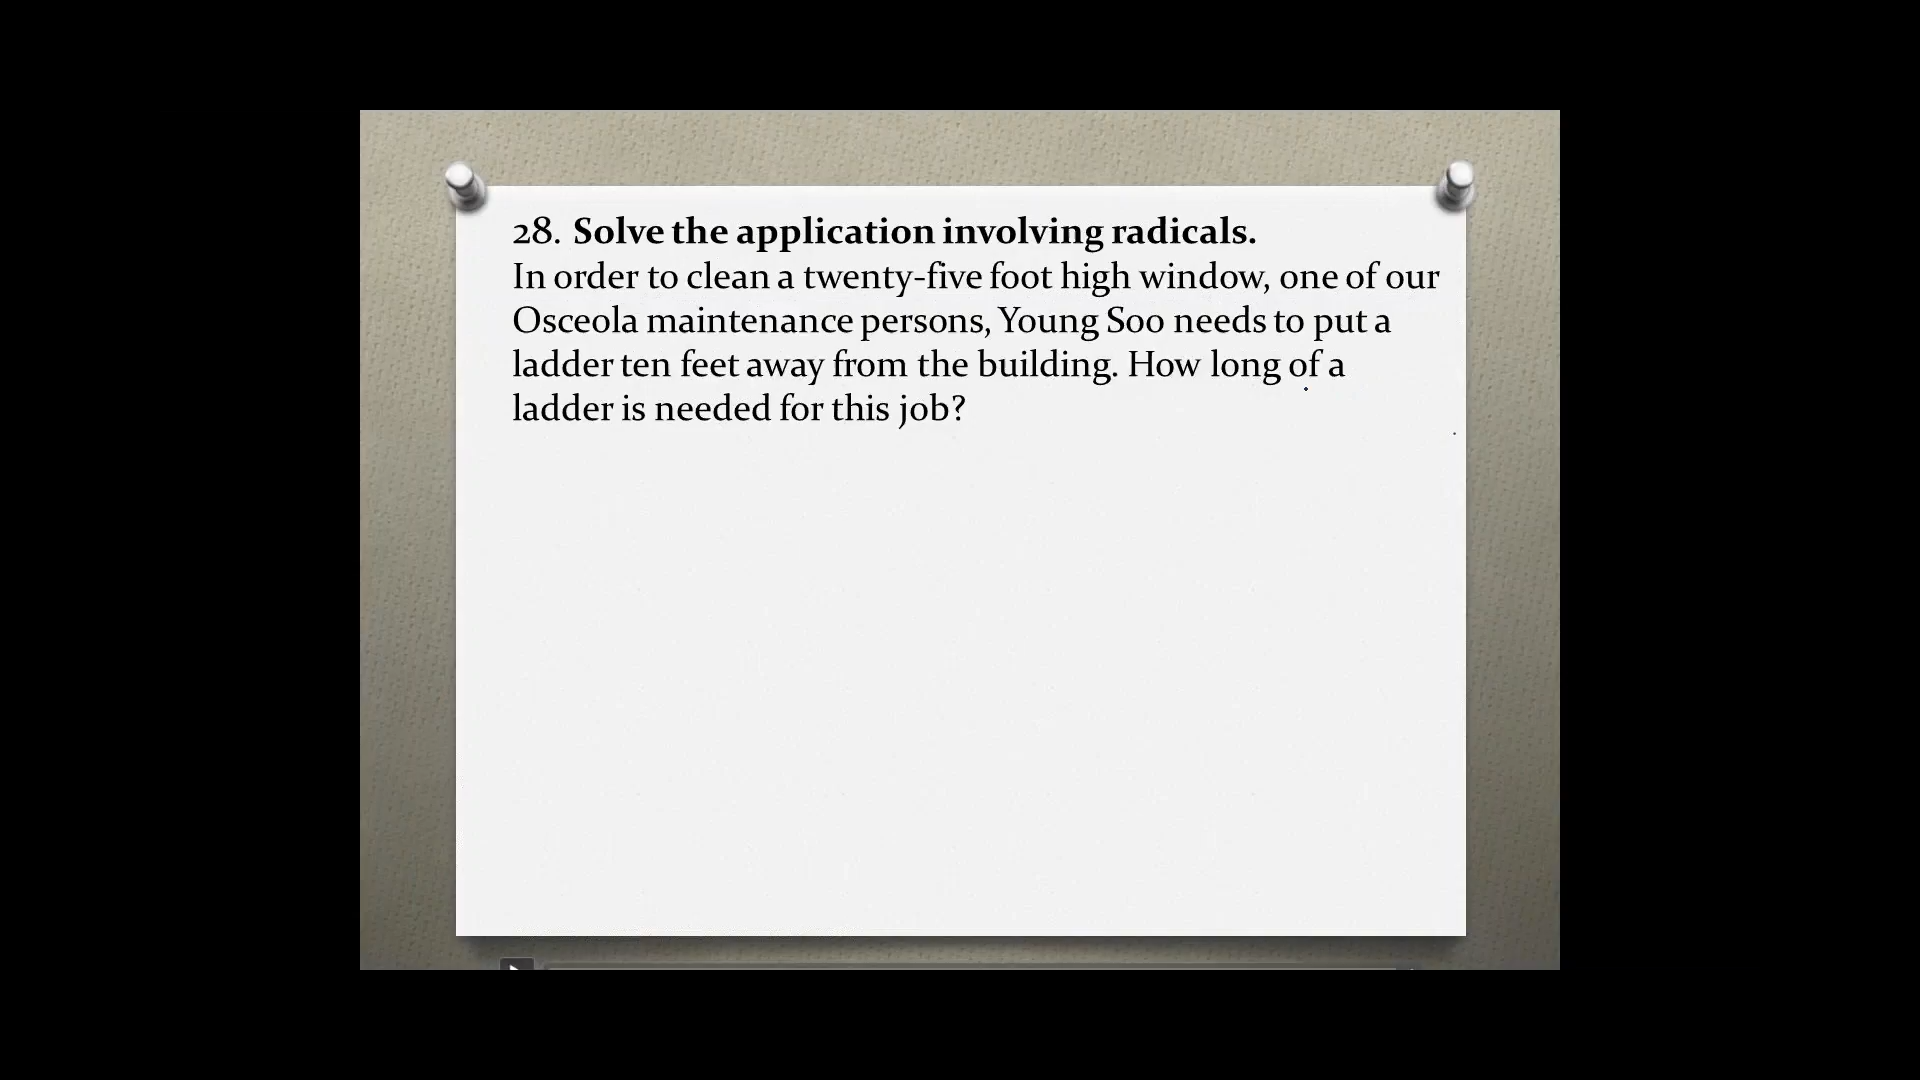 28. Solve the application involving radicals.
In order to clean a twenty-five foot high window, one of our
Osceola maintenance persons, Young Soo needs to put a
ladder ten feet away from the building. How long of a
ladder is needed for this job?